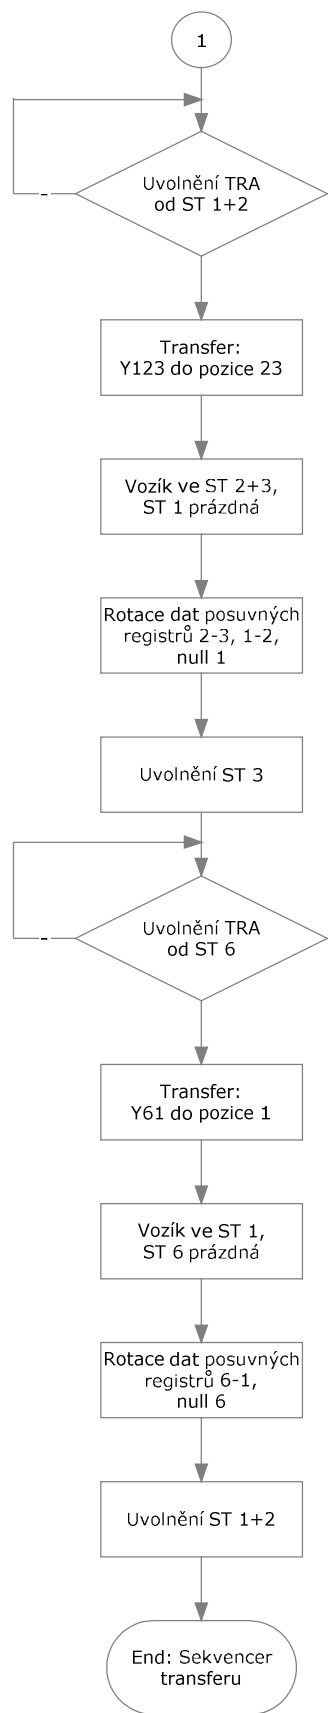 1
Uvolnění TRA
od ST 1+2
-
Transfer:
Y123 do pozice 23
Vozík ve ST 2+3,
ST 1 prázdná
Rotace dat posuvných
registrů 2-3, 1-2,
null 1
Uvolnění ST 3
Uvolnění TRA
od ST 6
-
Transfer:
Y61 do pozice 1
Vozík ve ST 1,
ST 6 prázdná
Rotace dat posuvných
registrů 6-1,
null 6
Uvolnění ST 1+2
End: Sekvencer
transferu